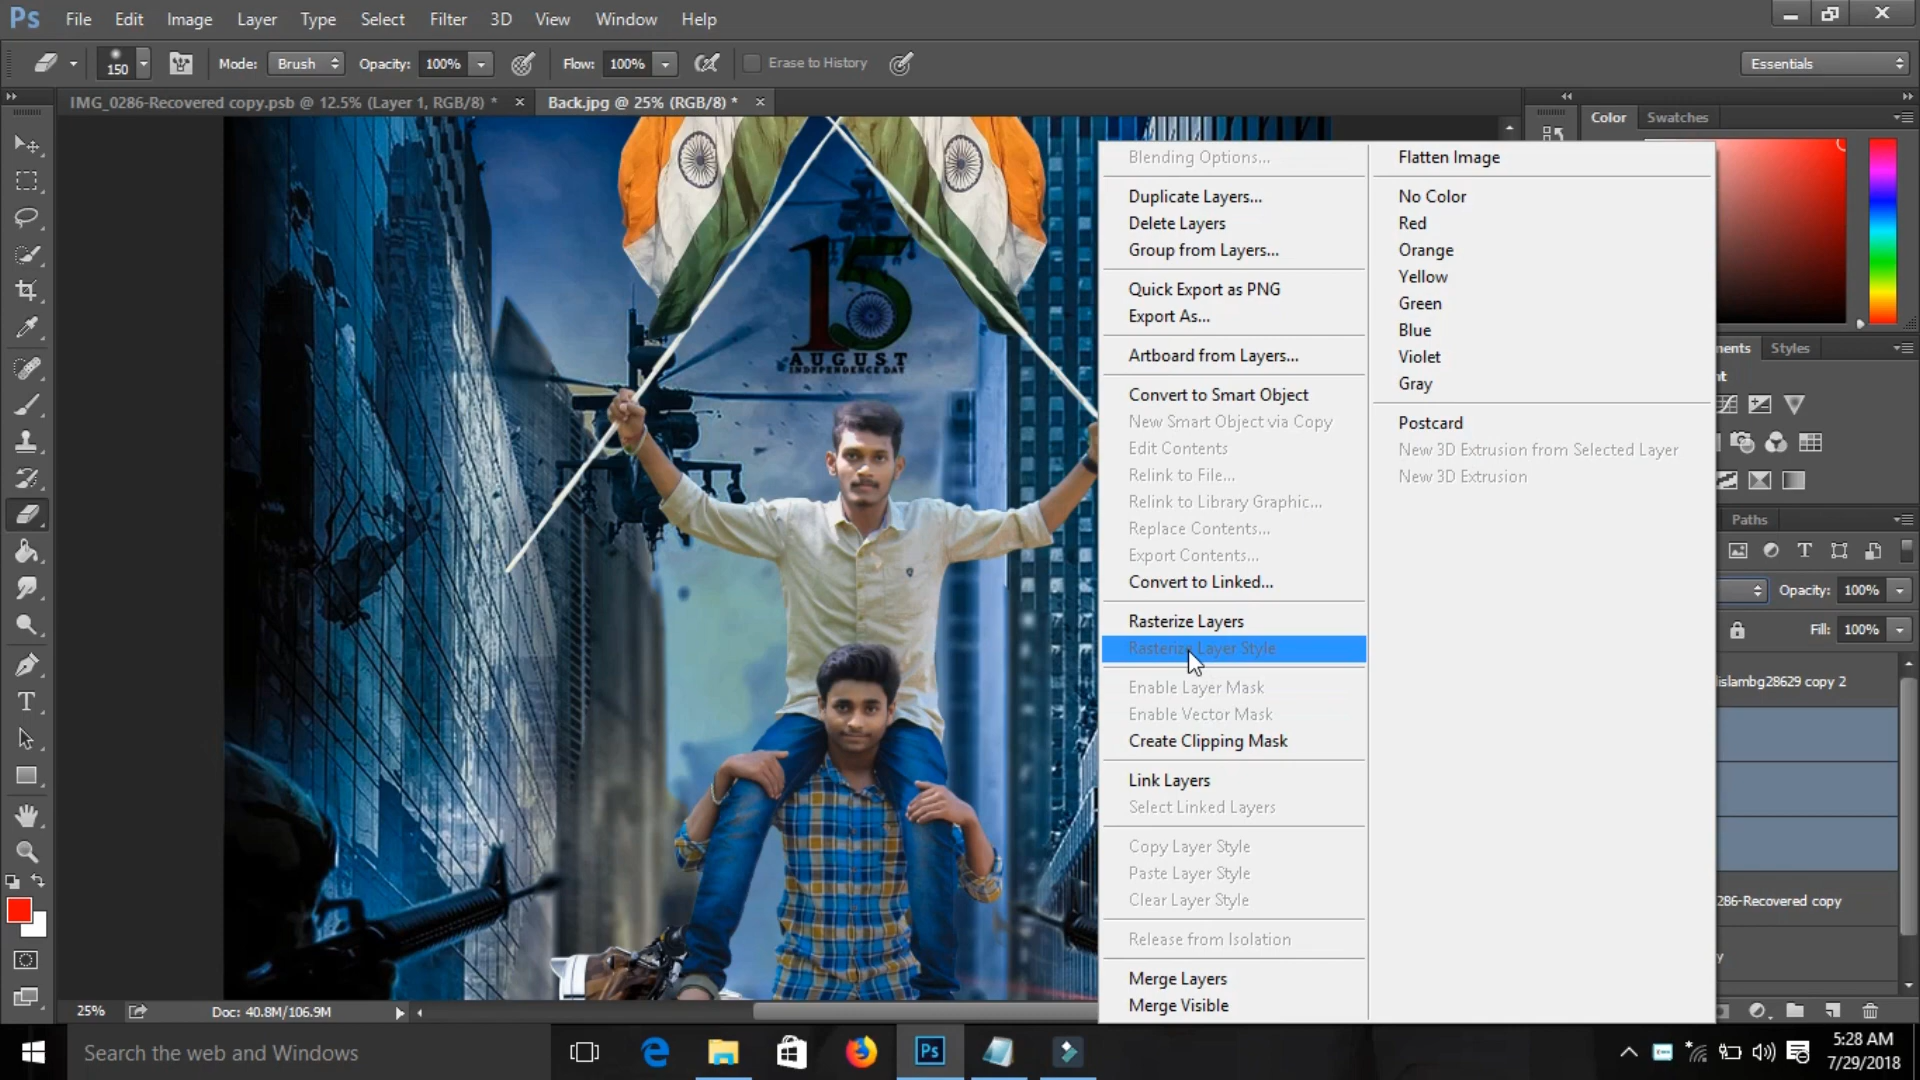 Ps File Edit Image Layer Type Select Filter 3D View Window Help
150 Mode: Brush Opacity: 100% Flow: 100% Erase to History Essentials
IMG_0286-Recovered copy.psb @ 12.5% (Layer 1, RGB/8) * Back.jpg @ 25% (RGB/8) *
Color Swatches
15
AUGUST
INDEPENDENCE DAY
Blending Options...
Duplicate Layers...
Delete Layers
Group from Layers...
Quick Export as PNG
Export As...
Artboard from Layers...
Convert to Smart Object
New Smart Object via Copy
Edit Contents
Relink to File...
Relink to Library Graphic...
Replace Contents...
Export Contents...
Convert to Linked...
Rasterize Layers
Rasterize Layer Style
Enable Layer Mask
Enable Vector Mask
Create Clipping Mask
Link Layers
Select Linked Layers
Copy Layer Style
Paste Layer Style
Clear Layer Style
Release from Isolation
Merge Layers
Merge Visible
Flatten Image
No Color
Red
Orange
Yellow
Green
Blue
Violet
Gray
Postcard
New 3D Extrusion from Selected Layer
New 3D Extrusion
ments Styles
nt
Paths
Opacity: 100%
Fill: 100%
islambg28629 copy 2
286-Recovered copy
y
25% Doc: 40.8M/106.9M
Search the web and Windows
Ps
5:28 AM
7/29/2018